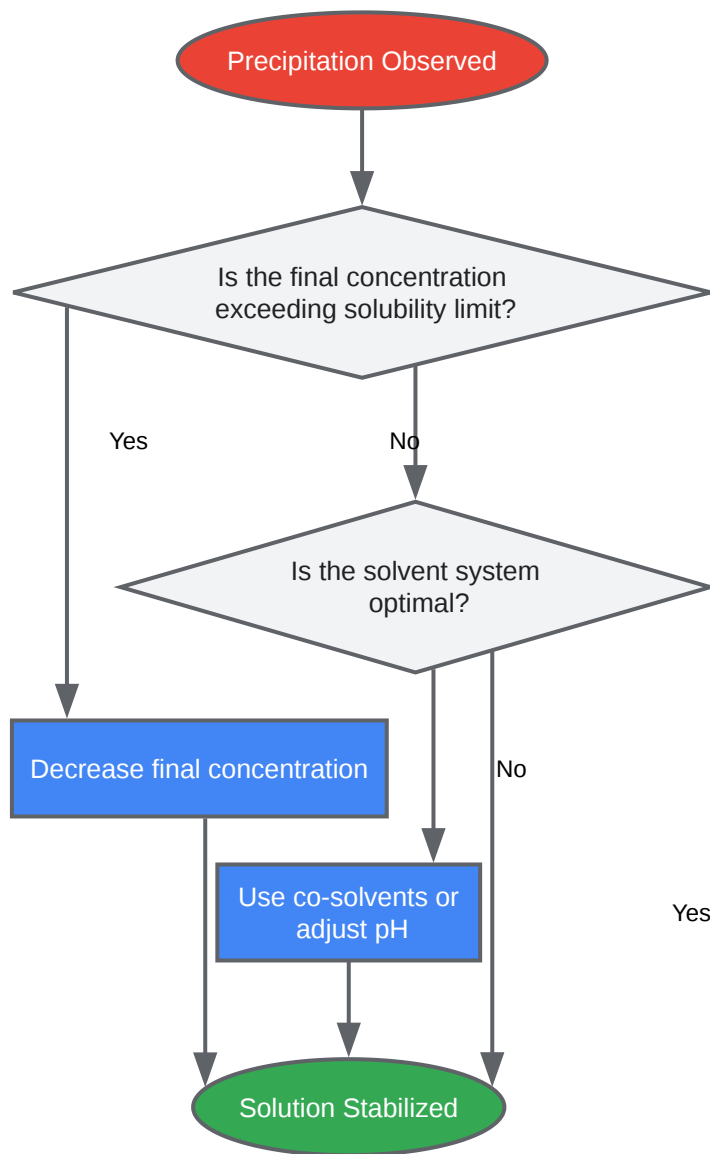 Precipitation Observed
Is the final concentration
exceeding solubility limit?
Yes
No
Is the solvent system
optimal?
Decrease final concentration
No
Use co-solvents or
adjust pH
Yes
Solution Stabilized